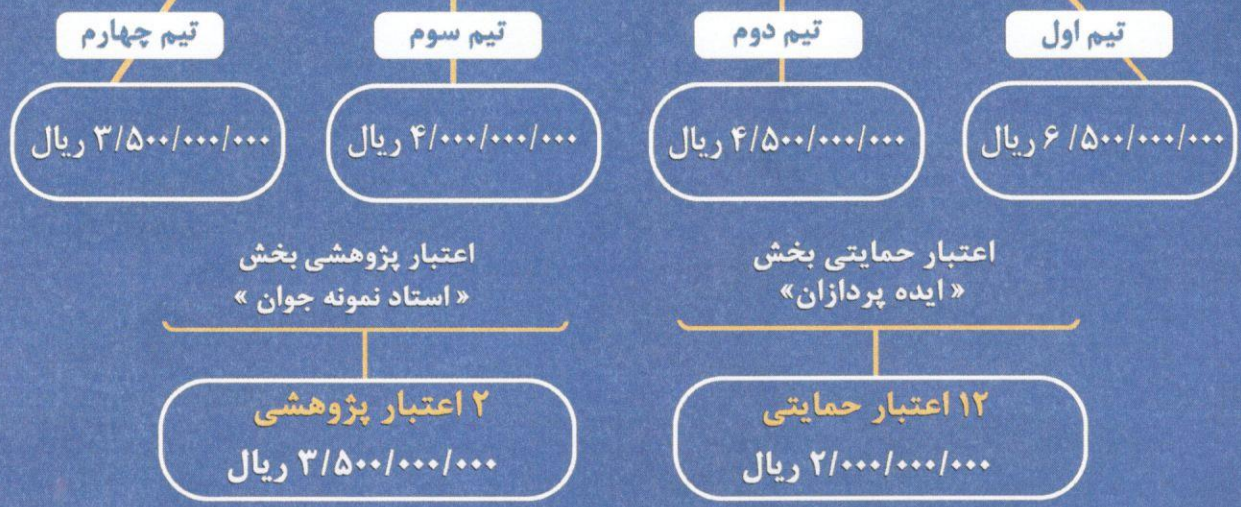 تیم اول
تیم دوم
تیم سوم
تیم چهارم
۶/۵۰۰/۰۰۰/۰۰۰ ریال
۴/۵۰۰/۰۰۰/۰۰۰ ریال
۴/۰۰۰/۰۰۰/۰۰۰ ریال
۳/۵۰۰/۰۰۰/۰۰۰ ریال
اعتبار حمایتی بخش
«ایده پردازان»
۱۲ اعتبار حمایتی
۲/۰۰۰/۰۰۰/۰۰۰ ریال
اعتبار پژوهشی بخش
«استاد نمونه جوان»
۲ اعتبار پژوهشی
۳/۵۰۰/۰۰۰/۰۰۰ ریال